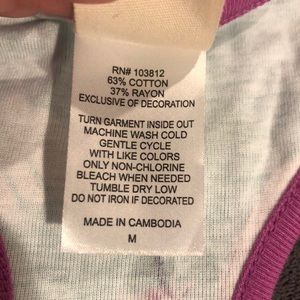 RN# 103812
63% COTTON
37% RAYON
EXCLUSIVE OF DECORATION
TURN GARMENT INSIDE OUT
MACHINE WASH COLD
GENTLE CYCLE
WITH LIKE COLORS
ONLY NON-CHLORINE
BLEACH WHEN NEEDED
TUMBLE DRY LOW
DO NOT IRON IF DECORATED
MADE IN CAMBODIA
M